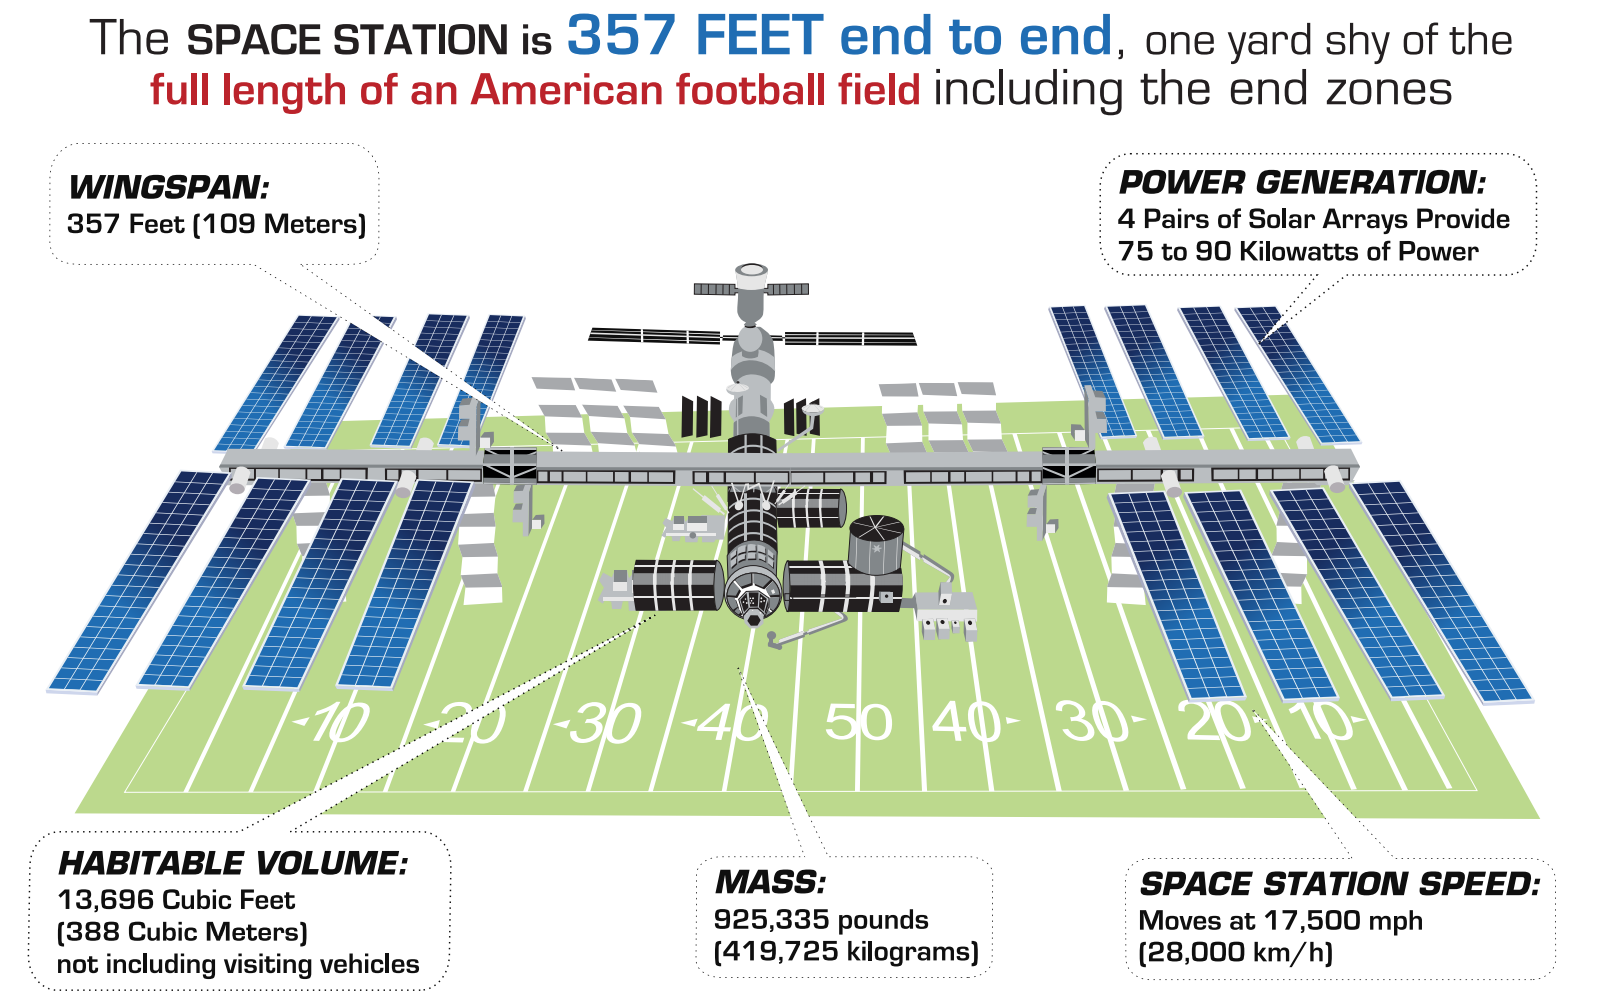 The SPACE STATION is 357 FEET end to end, one yard shy of the
full length of an American football field including the end zones
WINGSPAN:
357 Feet (109 Meters)
POWER GENERATION:
4 Pairs of Solar Arrays Provide
75 to 90 Kilowatts of Power
10 20 30 40 50 40 30 20 10
HABITABLE VOLUME:
13,696 Cubic Feet
(388 Cubic Meters)
not including visiting vehicles
MASS:
925,335 pounds
(419,725 kilograms)
SPACE STATION SPEED:
Moves at 17,500 mph
(28,000 km/h)